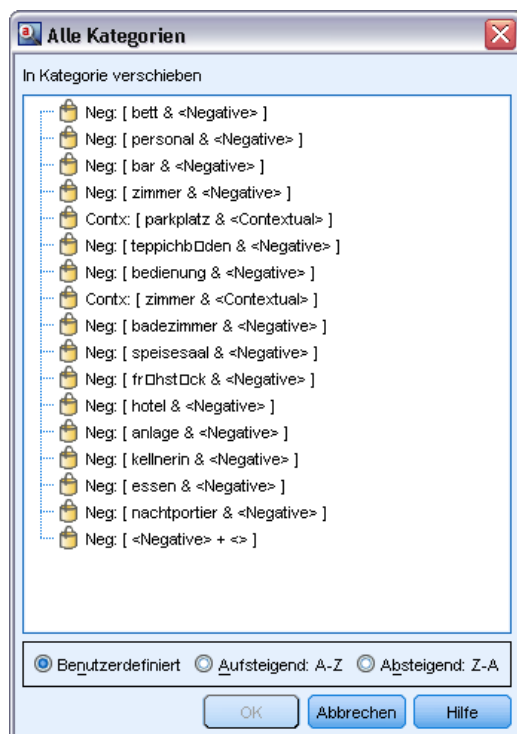 Alle Kategorien
In Kategorie verschieben
Neg: [ bett & <Negative> ]
Neg: [ personal & <Negative> ]
Neg: [ bar & <Negative> ]
Neg: [ zimmer & <Negative> ]
Contx: [ parkplatz & <Contextual> ]
Neg: [ teppichb□den & <Negative> ]
Neg: [ bedienung & <Negative> ]
Contx: [ zimmer & <Contextual> ]
Neg: [ badezimmer & <Negative> ]
Neg: [ speisesaal & <Negative> ]
Neg: [ fr□hst□ck & <Negative> ]
Neg: [ hotel & <Negative> ]
Neg: [ anlage & <Negative> ]
Neg: [ kellnerin & <Negative> ]
Neg: [ essen & <Negative> ]
Neg: [ nachtportier & <Negative> ]
Neg: [ <Negative> + <> ]
Benutzerdefiniert Aufsteigend: A-Z Absteigend: Z-A
OK Abbrechen Hilfe